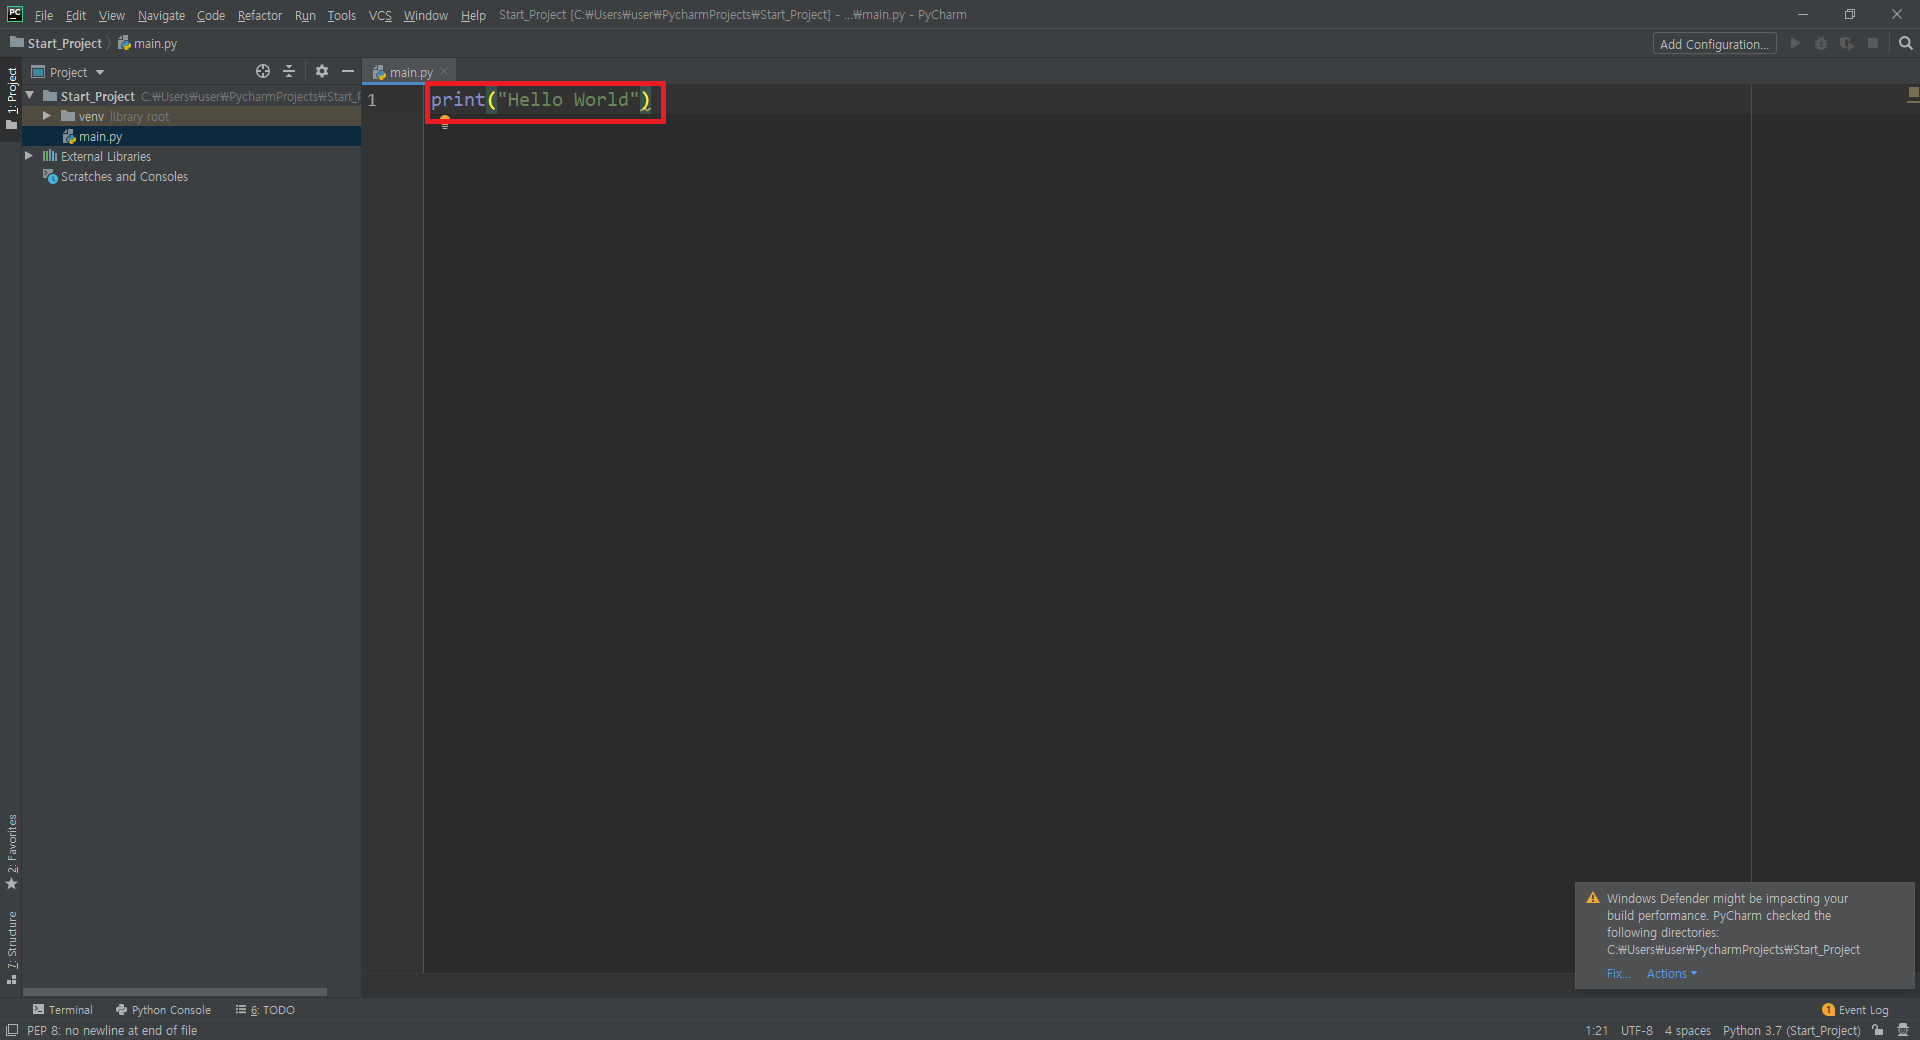 PC File Edit View Navigate Code Refactor Run Tools VCS Window Help Start_Project [C:₩Users₩user₩PycharmProjects₩Start_Project] - ...₩main.py - PyCharm
Start_Project main.py Add Configuration...
1: Project
Project
main.py
Start_Project C:₩Users₩user₩PycharmProjects₩Start_P
venv library root
main.py
External Libraries
Scratches and Consoles
1 print("Hello World")
2: Favorites
7: Structure
Windows Defender might be impacting your
build performance. PyCharm checked the
following directories:
C:₩Users₩user₩PycharmProjects₩Start_Project
Fix... Actions
Terminal Python Console 6: TODO 1 Event Log
PEP 8: no newline at end of file 1:21 UTF-8 4 spaces Python 3.7 (Start_Project)